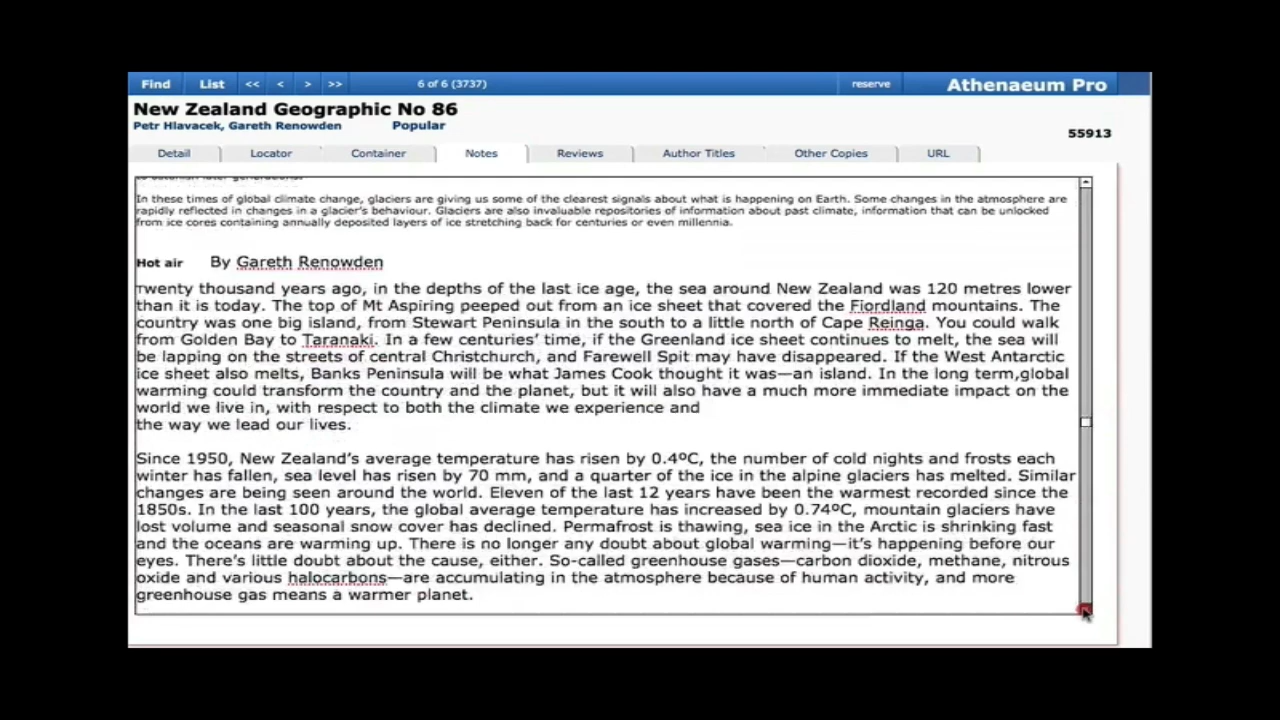 Find List << < > >> 6 of 6 (3737) reserve Athenaeum Pro
New Zealand Geographic No 86
Petr Hlavacek, Gareth Renowden Popular
55913
Detail Locator Container Notes Reviews Author Titles Other Copies URL
In these times of global climate change, glaciers are giving us some of the clearest signals about what is happening on Earth. Some changes in the atmosphere are
rapidly reflected in changes in a glacier's behaviour. Glaciers are also invaluable repositories of information about past climate, information that can be unlocked
from ice cores containing annually deposited layers of ice stretching back for centuries or even millennia.
Hot air By Gareth Renowden
Twenty thousand years ago, in the depths of the last ice age, the sea around New Zealand was 120 metres lower
than it is today. The top of Mt Aspiring peeped out from an ice sheet that covered the Fiordland mountains. The
country was one big island, from Stewart Peninsula in the south to a little north of Cape Reinga. You could walk
from Golden Bay to Taranaki. In a few centuries' time, if the Greenland ice sheet continues to melt, the sea will
be lapping on the streets of central Christchurch, and Farewell Spit may have disappeared. If the West Antarctic
ice sheet also melts, Banks Peninsula will be what James Cook thought it was—an island. In the long term,global
warming could transform the country and the planet, but it will also have a much more immediate impact on the
world we live in, with respect to both the climate we experience and
the way we lead our lives.
Since 1950, New Zealand's average temperature has risen by 0.4ºC, the number of cold nights and frosts each
winter has fallen, sea level has risen by 70 mm, and a quarter of the ice in the alpine glaciers has melted. Similar
changes are being seen around the world. Eleven of the last 12 years have been the warmest recorded since the
1850s. In the last 100 years, the global average temperature has increased by 0.74ºC, mountain glaciers have
lost volume and seasonal snow cover has declined. Permafrost is thawing, sea ice in the Arctic is shrinking fast
and the oceans are warming up. There is no longer any doubt about global warming—it's happening before our
eyes. There's little doubt about the cause, either. So-called greenhouse gases—carbon dioxide, methane, nitrous
oxide and various halocarbons—are accumulating in the atmosphere because of human activity, and more
greenhouse gas means a warmer planet.